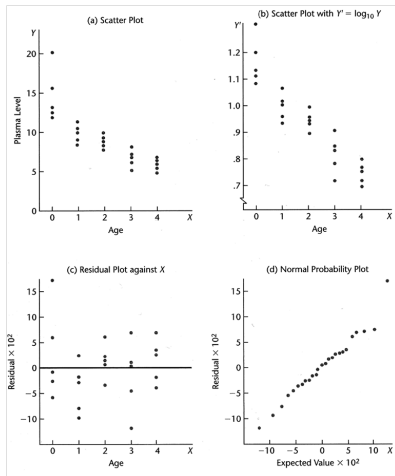 (a) Scatter Plot
Y
20
15
10
5
0
Plasma Level
0 1 2 3 4 X
Age
(b) Scatter Plot with Y' = log₁₀ Y
Y'
1.2
1.1
1.0
.9
.8
.7
0 1 2 3 4 X
Age
(c) Residual Plot against X
15
10
5
0
−5
−10
Residual × 10²
0 1 2 3 4 X
Age
(d) Normal Probability Plot
15
10
5
0
−5
−10
Residual × 10²
−10 −5 0 5 10 X
Expected Value × 10²